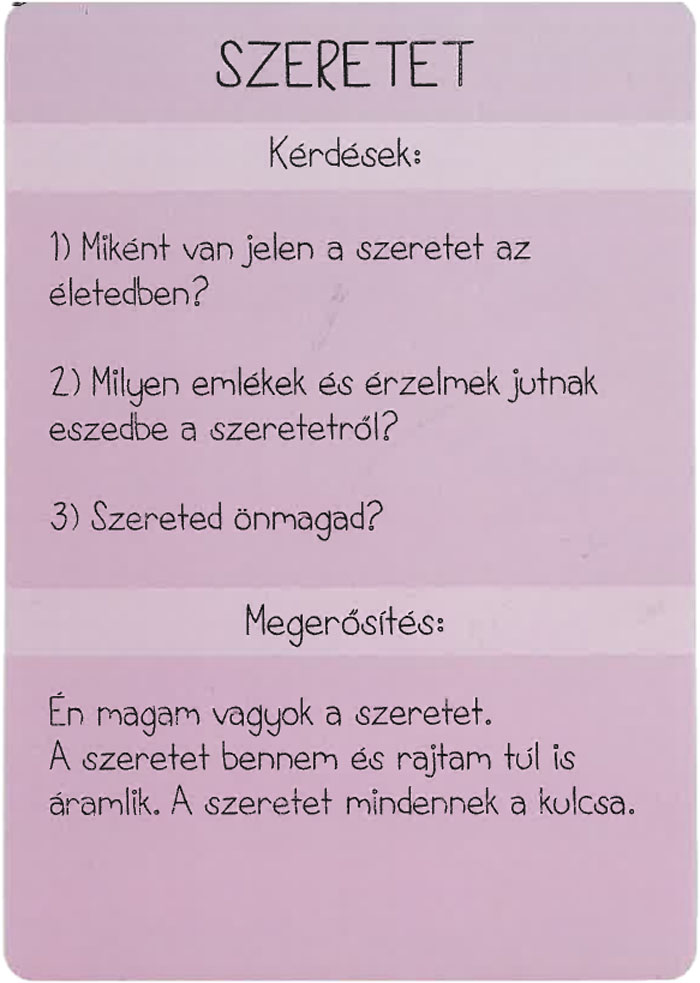 SZERETET
Kérdések:
1) Miként van jelen a szeretet az
életedben?
2) Milyen emlékek és érzelmek jutnak
eszedbe a szeretetről?
3) Szereted önmagad?
Megerősítés:
Én magam vagyok a szeretet.
A szeretet bennem és rajtam túl is
áramlik. A szeretet mindennek a kulcsa.